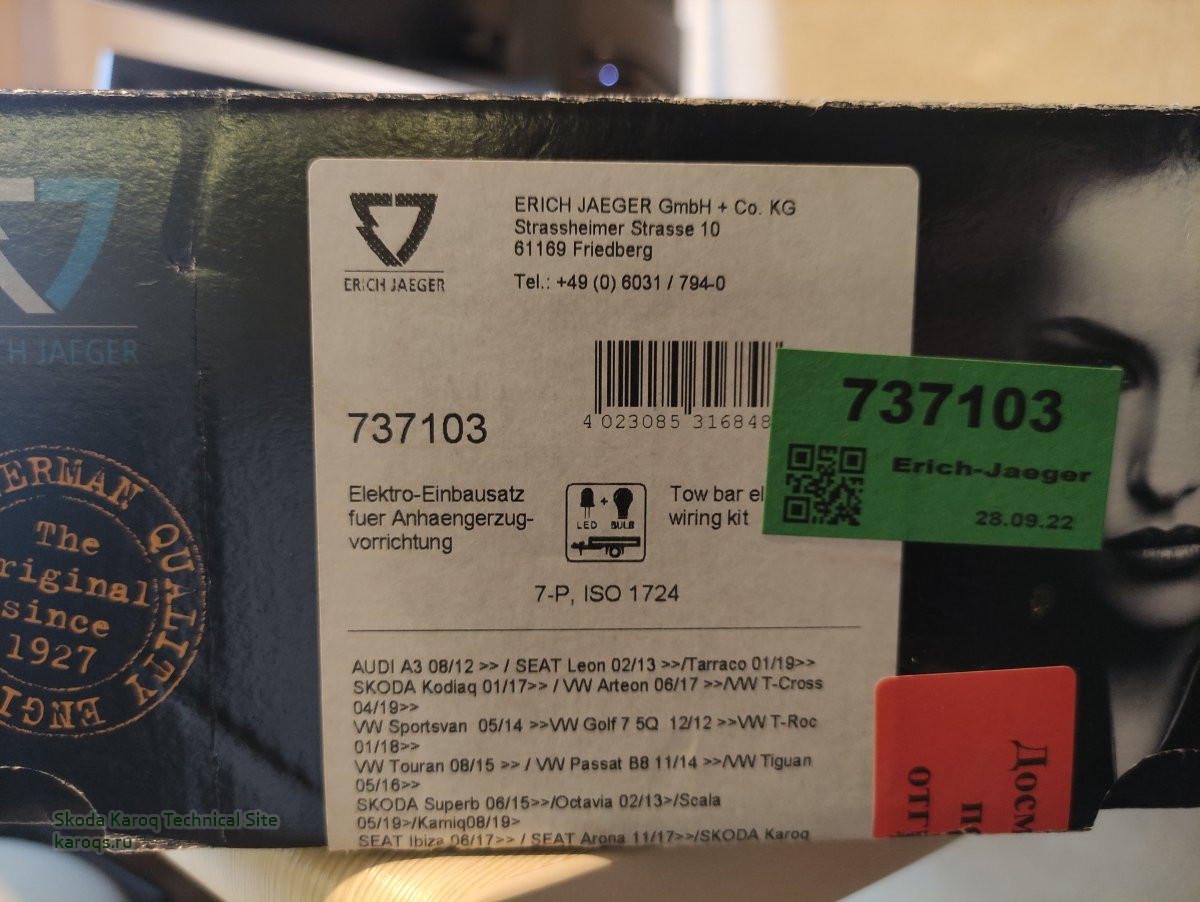 ERICH JAEGER
ERICH JAEGER GmbH + Co. KG
Strassheimer Strasse 10
61169 Friedberg
Tel.: +49 (0) 6031 / 794-0
JAEGER
4 023085 316848
737103
737103
Erich-Jaeger
28.09.22
Elektro-Einbausatz
fuer Anhaengerzug-
vorrichtung
LED + BULB
Tow bar el
wiring kit
7-P, ISO 1724
GERMAN QUALITY
The
original
since
1927
AUDI A3 08/12 >> / SEAT Leon 02/13 >>/Tarraco 01/19>>
SKODA Kodiaq 01/17>> / VW Arteon 06/17 >>/VW T-Cross
04/19>>
VW Sportsvan 05/14 >>VW Golf 7 5Q 12/12 >>VW T-Roc
01/18>>
VW Touran 08/15 >> / VW Passat B8 11/14 >>/VW Tiguan
05/16>>
SKODA Superb 06/15>>/Octavia 02/13>/Scala
05/19>/Kamiq08/19>
SEAT Ibiza 06/17>> / SEAT Arona 11/17>>/SKODA Karoq
Skoda Karoq Technical Site
karoqs.ru